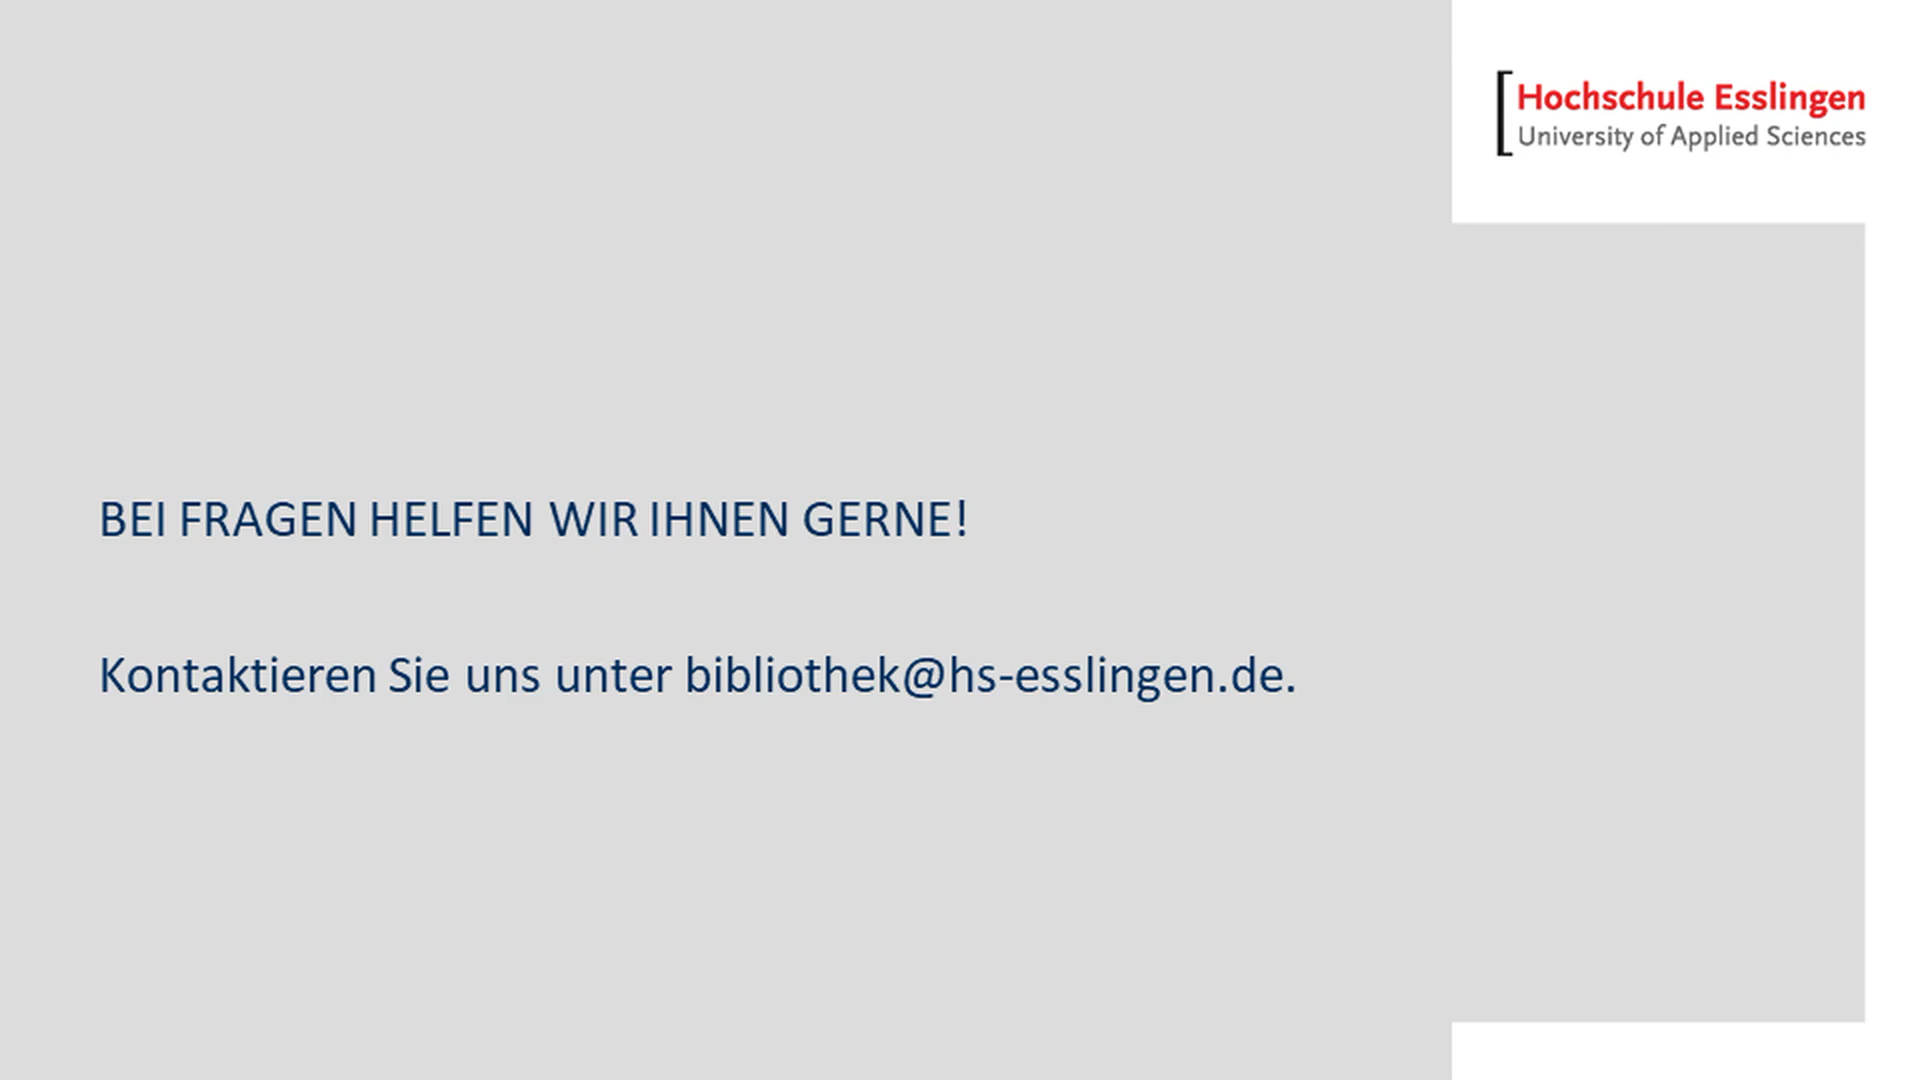 Hochschule Esslingen
University of Applied Sciences
BEI FRAGEN HELFEN WIR IHNEN GERNE!
Kontaktieren Sie uns unter bibliothek@hs-esslingen.de.